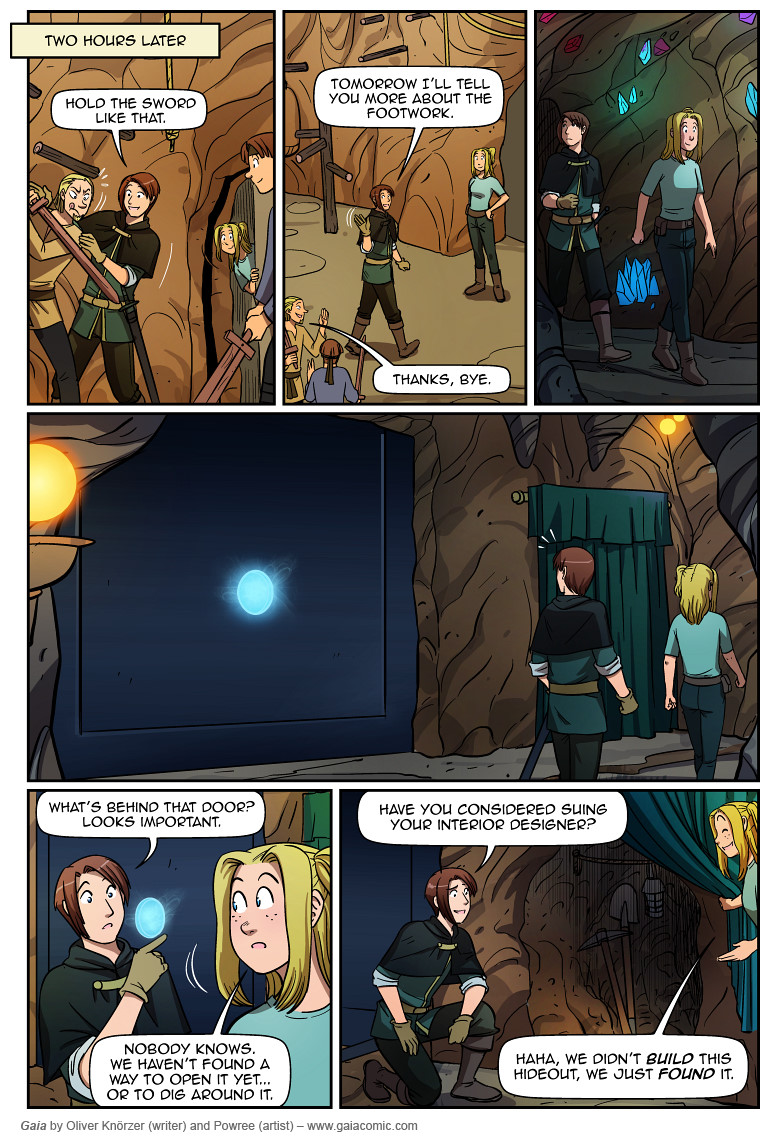 TWO HOURS LATER
HOLD THE SWORD
LIKE THAT.
TOMORROW I'LL TELL
YOU MORE ABOUT THE
FOOTWORK.
THANKS, BYE.
WHAT'S BEHIND THAT DOOR?
LOOKS IMPORTANT.
NOBODY KNOWS.
WE HAVEN'T FOUND A
WAY TO OPEN IT YET...
OR TO DIG AROUND IT.
HAVE YOU CONSIDERED SUING
YOUR INTERIOR DESIGNER?
HAHA, WE DIDN'T BUILD THIS
HIDEOUT, WE JUST FOUND IT.
Gaia by Oliver Knörzer (writer) and Powree (artist) – www.gaiacomic.com